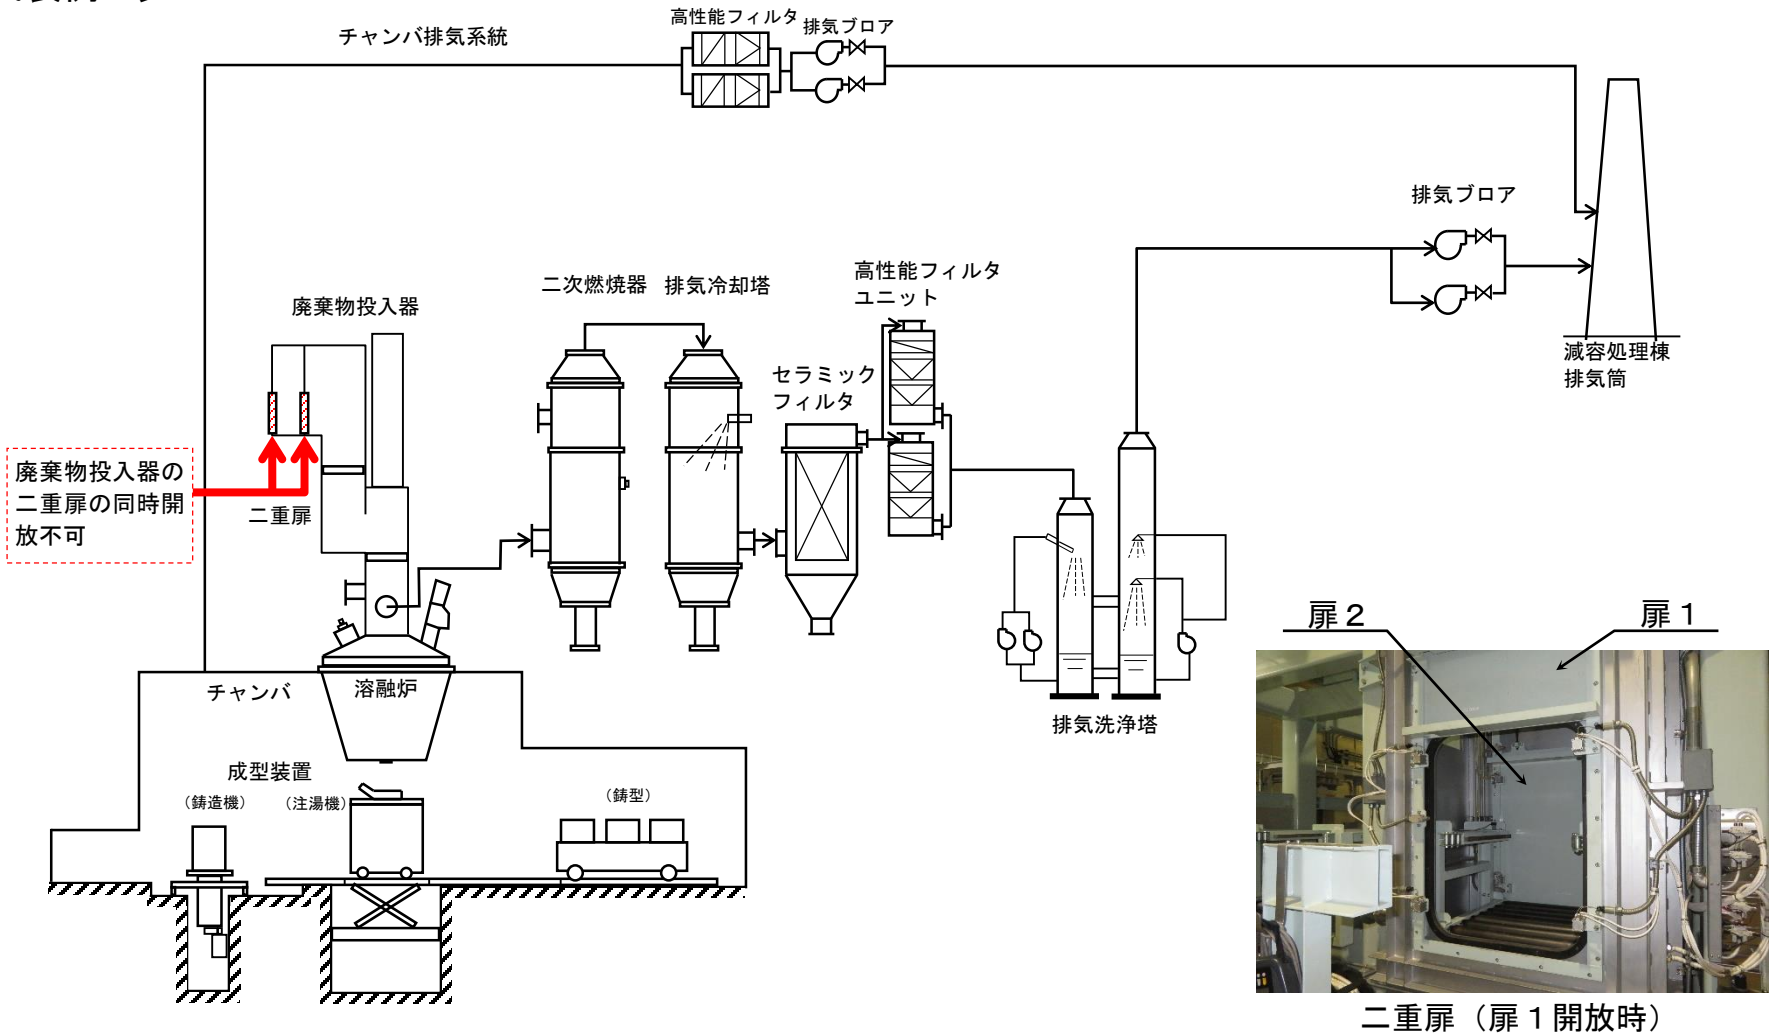 チャンバ排気系統
高性能フィルタ
排気ブロア
排気ブロア
高性能フィルタ
ユニット
二次燃焼器
排気冷却塔
廃棄物投入器
減容処理棟
排気筒
セラミック
フィルタ
廃棄物投入器の
二重扉の同時開
放不可
二重扉
扉２
扉１
チャンバ
溶融炉
排気洗浄塔
成型装置
（鋳造機）
（注湯機）
（鋳型）
二重扉（扉１開放時）